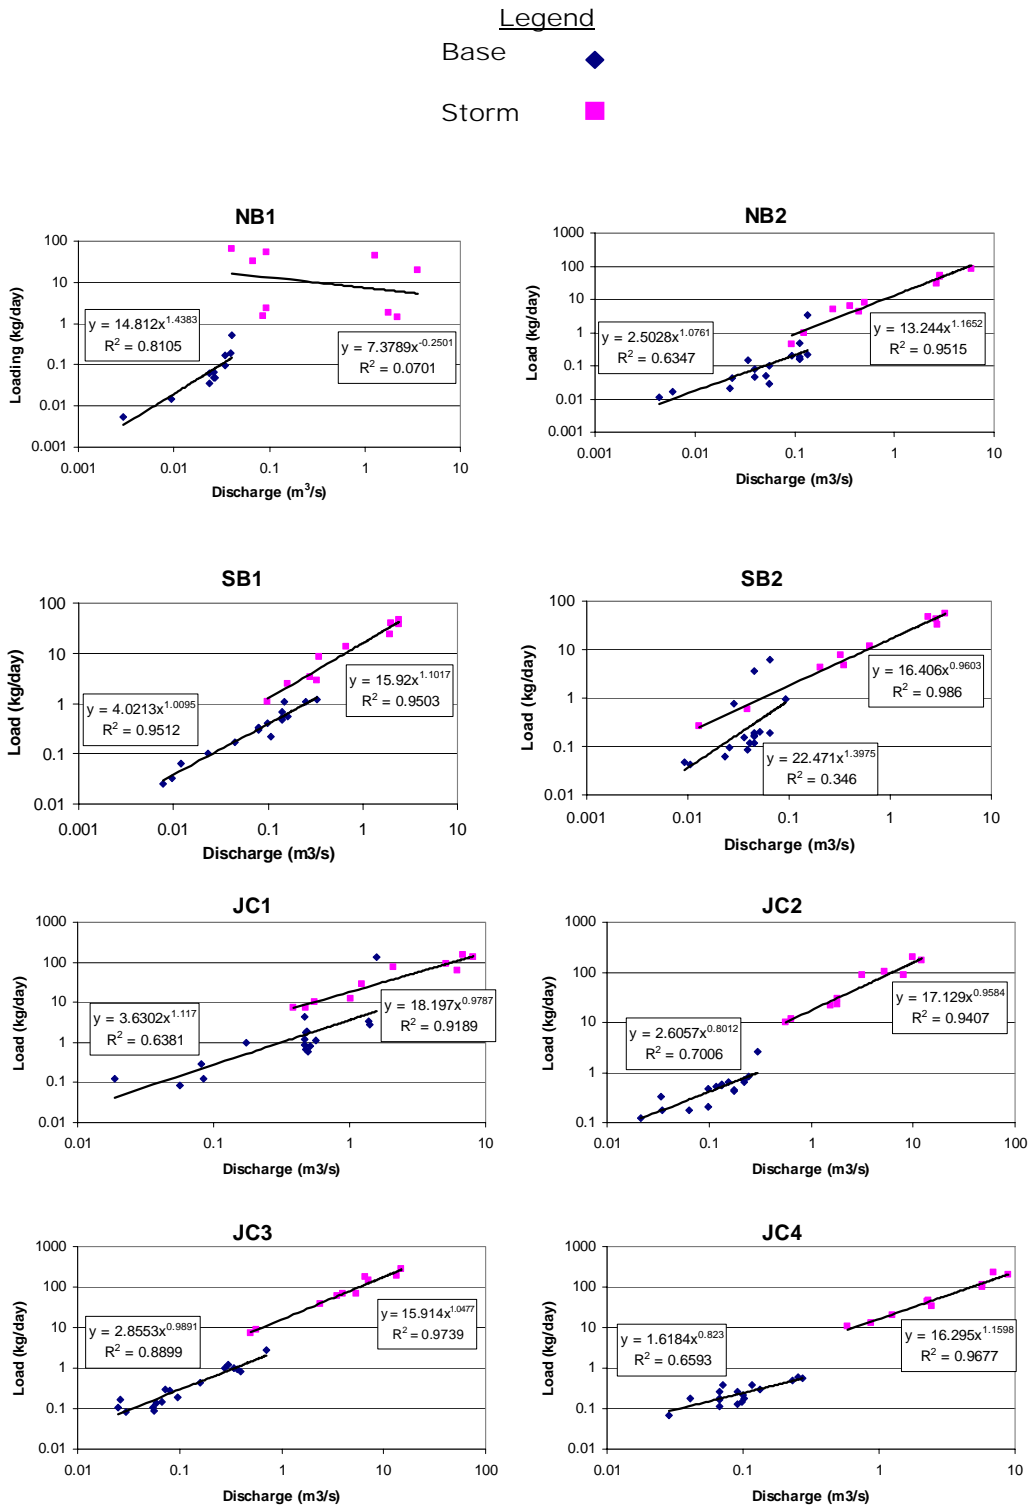 Legend
Base
Storm
NB1
Loading (kg/day)
100
10
1
0.1
0.01
0.001
y = 14.812x^1.4383
R² = 0.8105
y = 7.3789x^-0.2501
R² = 0.0701
0.001 0.01 0.1 1 10
Discharge (m³/s)
NB2
Load (kg/day)
1000
100
10
1
0.1
0.01
0.001
y = 2.5028x^1.0761
R² = 0.6347
y = 13.244x^1.1652
R² = 0.9515
0.001 0.01 0.1 1 10
Discharge (m3/s)
SB1
Load (kg/day)
100
10
1
0.1
0.01
y = 4.0213x^1.0095
R² = 0.9512
y = 15.92x^1.1017
R² = 0.9503
0.001 0.01 0.1 1 10
Discharge (m3/s)
SB2
Load (kg/day)
100
10
1
0.1
0.01
y = 16.406x^0.9603
R² = 0.986
y = 22.471x^1.3975
R² = 0.346
0.001 0.01 0.1 1 10
Discharge (m3/s)
JC1
Load (kg/day)
1000
100
10
1
0.1
0.01
y = 3.6302x^1.117
R² = 0.6381
y = 18.197x^0.9787
R² = 0.9189
0.01 0.1 1 10
Discharge (m3/s)
JC2
Load (kg/day)
1000
100
10
1
0.1
y = 2.6057x^0.8012
R² = 0.7006
y = 17.129x^0.9584
R² = 0.9407
0.01 0.1 1 10 100
Discharge (m3/s)
JC3
Load (kg/day)
1000
100
10
1
0.1
0.01
y = 2.8553x^0.9891
R² = 0.8899
y = 15.914x^1.0477
R² = 0.9739
0.01 0.1 1 10 100
Discharge (m3/s)
JC4
Load (kg/day)
1000
100
10
1
0.1
0.01
y = 1.6184x^0.823
R² = 0.6593
y = 16.295x^1.1598
R² = 0.9677
0.01 0.1 1 10
Discharge (m3/s)